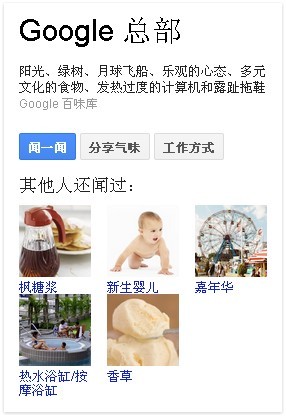 Google 总部
阳光、绿树、月球飞船、乐观的心态、多元
文化的食物、发热过度的计算机和露趾拖鞋
Google 百味库
闻一闻 分享气味 工作方式
其他人还闻过：
枫糖浆 新生婴儿 嘉年华
热水浴缸/按 香草
摩浴缸